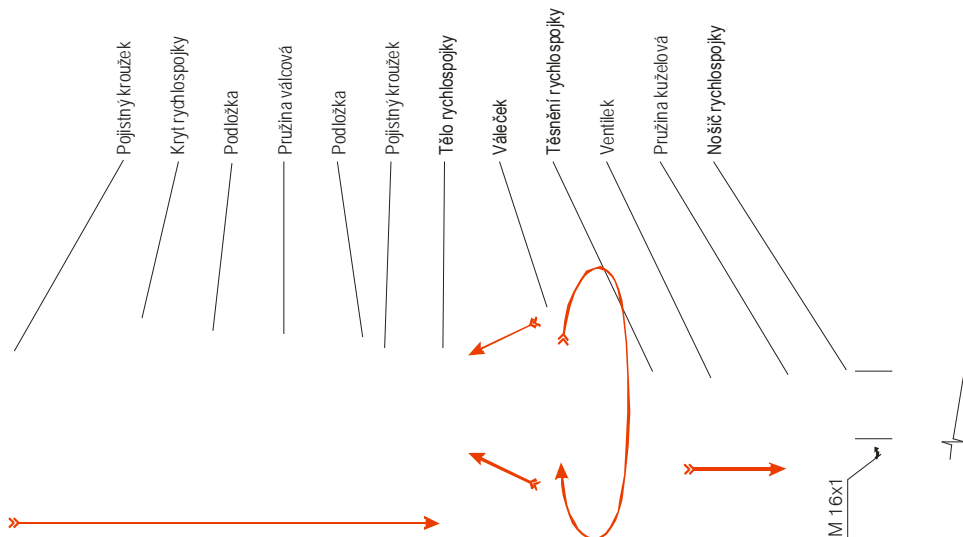 Pojistný kroužek
Kryt rychlospojky
Podložka
Pružina válcová
Podložka
Pojistný kroužek
Tělo rychlospojky
Váleček
Těsnění rychlospojky
Ventilek
Pružina kuželová
Nosič rychlospojky
M 16x1